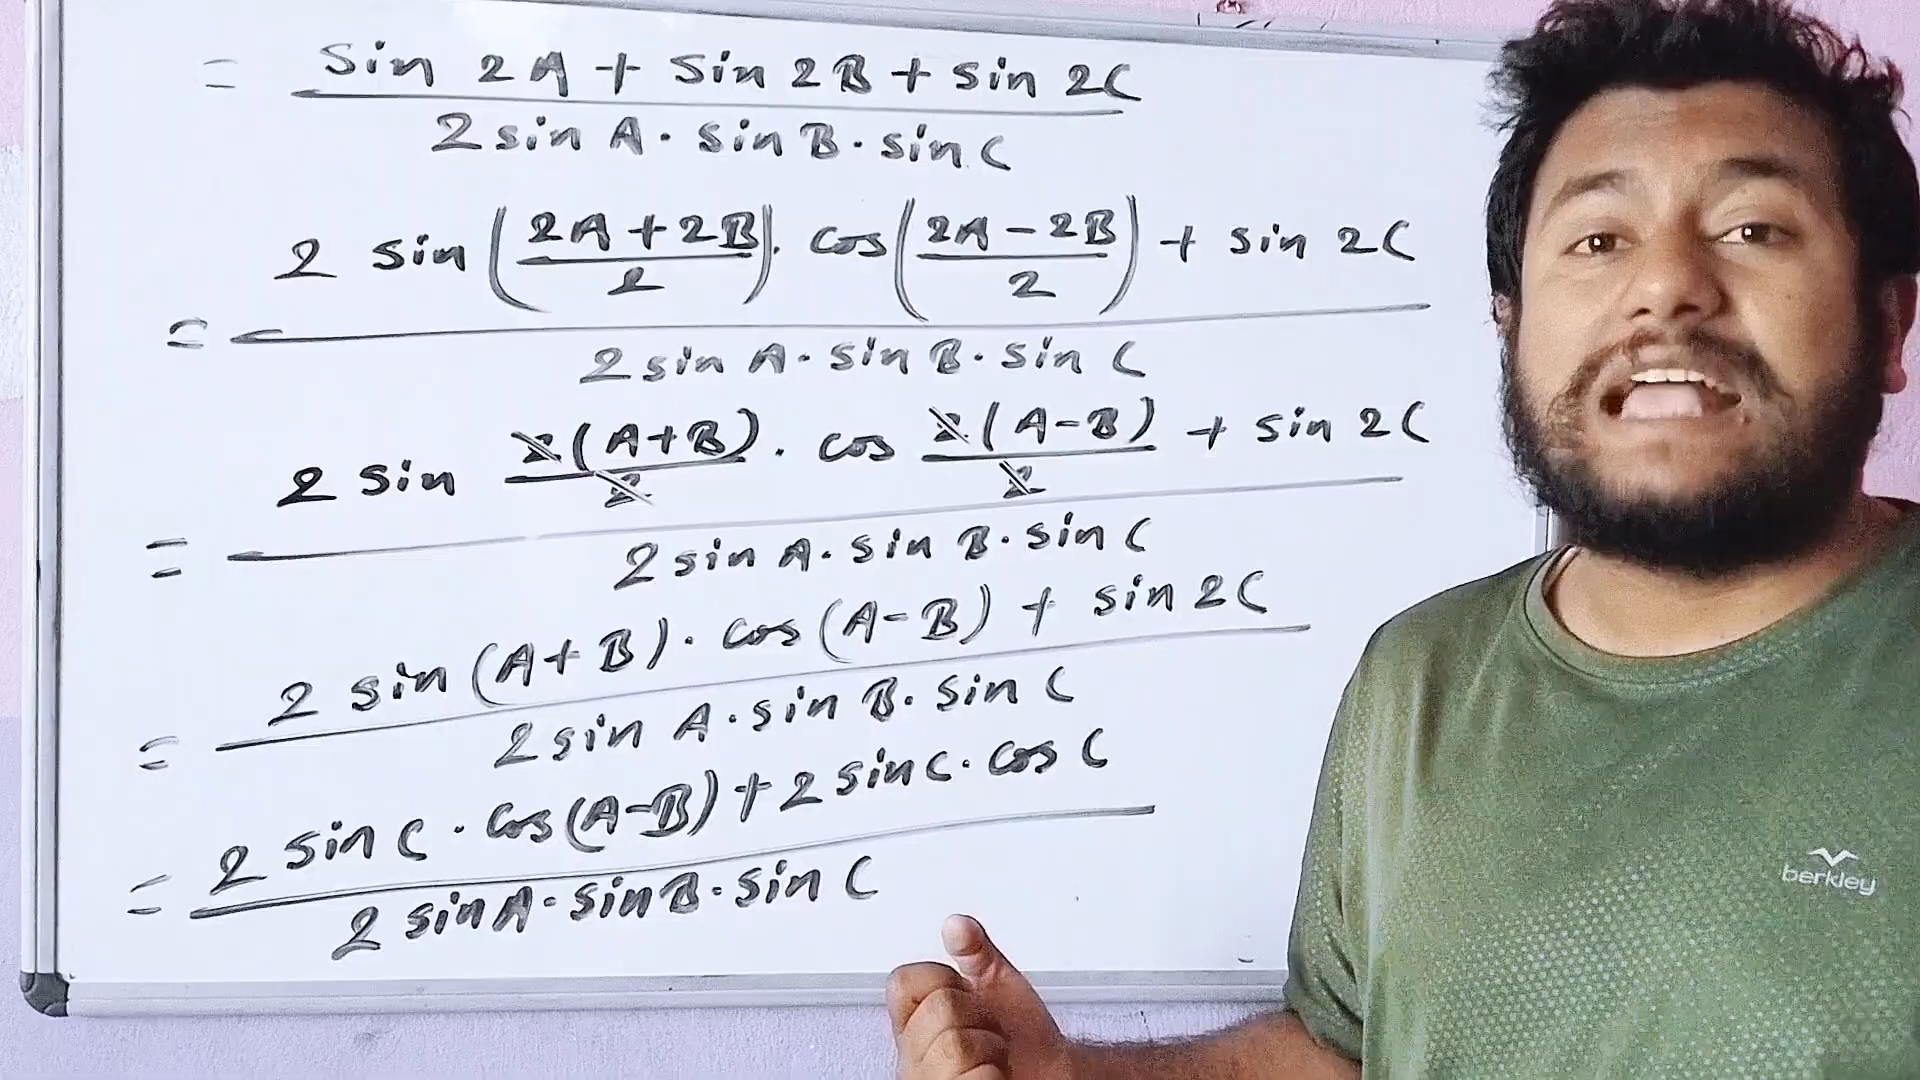 = sin 2A + sin 2B + sin 2C
2 sin A · sin B · sin C
2 sin (2A + 2B / 2) · cos (2A - 2B / 2) + sin 2C
=
2 sin A · sin B · sin C
2 sin 2(A+B) / 2 · cos 2(A-B) / 2 + sin 2C
=
2 sin A · sin B · sin C
2 sin (A + B) · cos (A - B) + sin 2C
=
2 sin A · sin B · sin C
2 sin C · cos (A-B) + 2 sin C · cos C
=
2 sin A · sin B · sin C
berkley